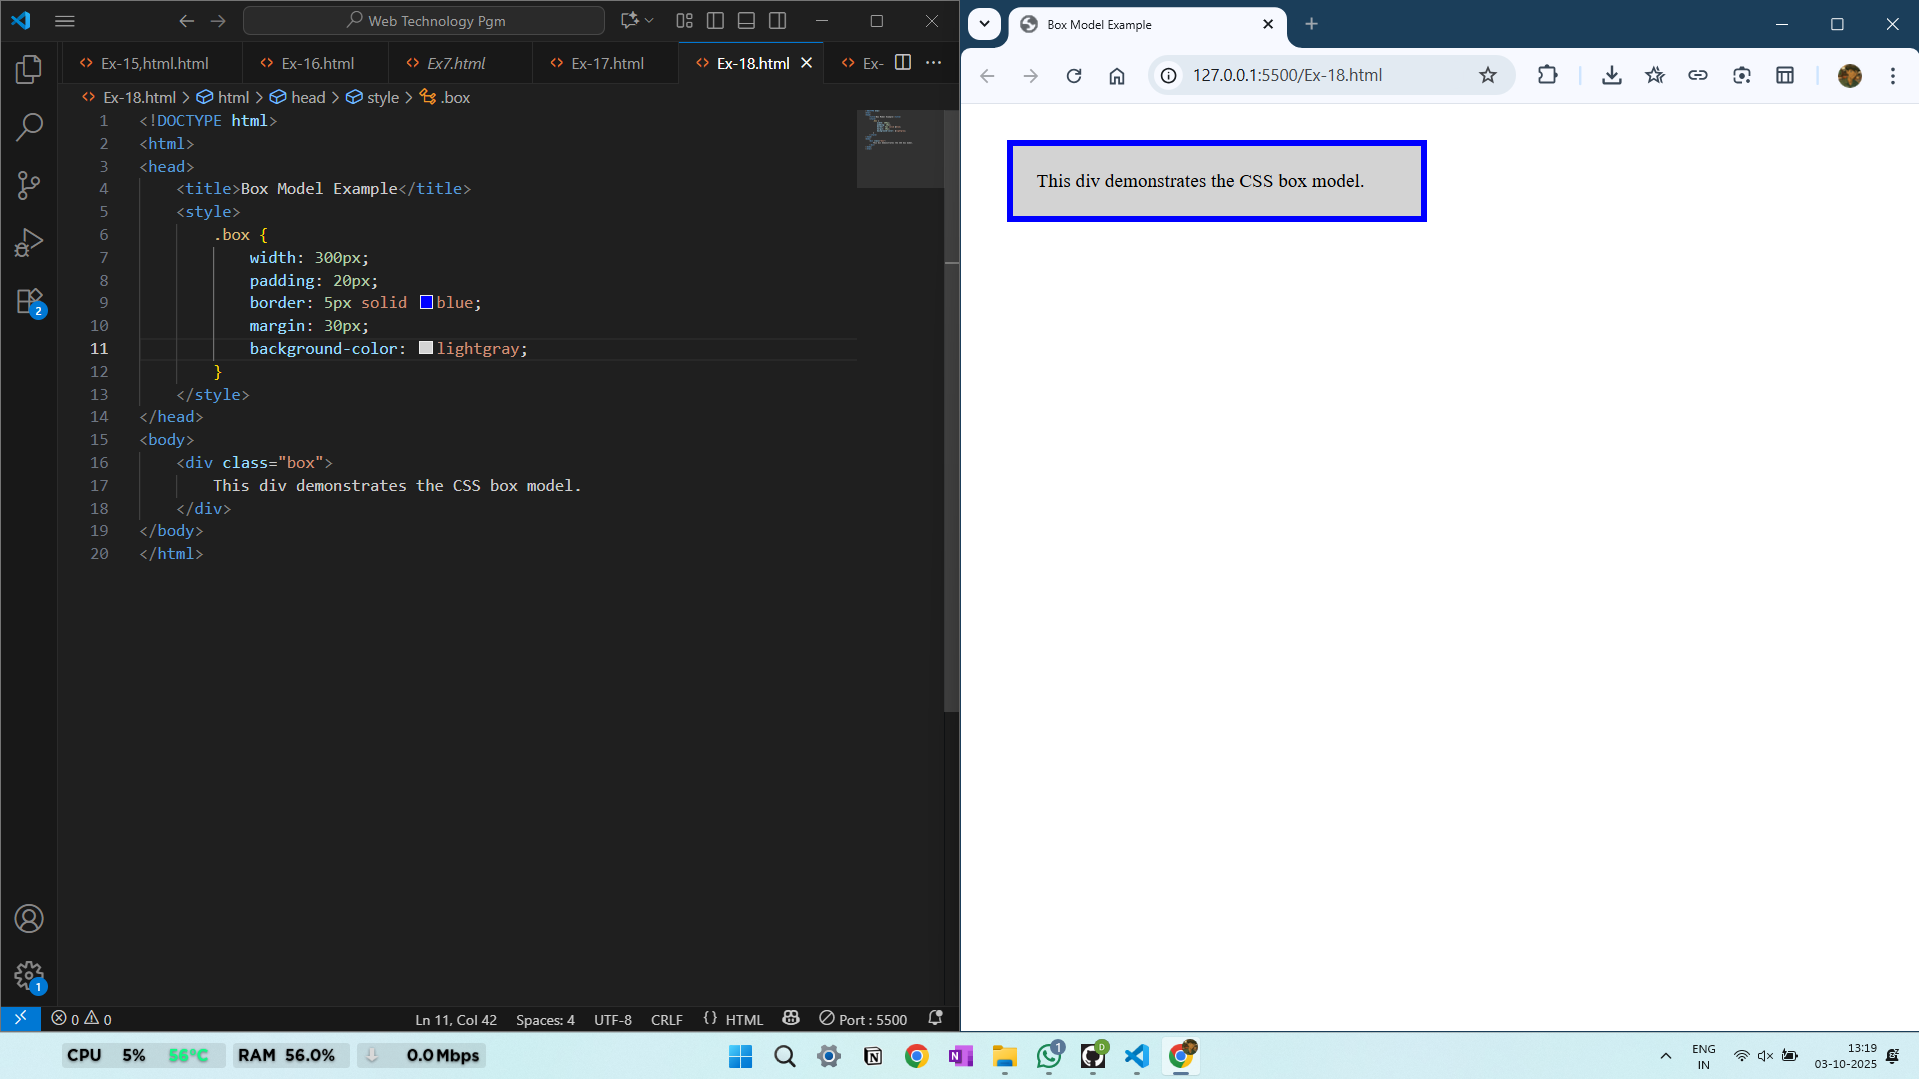 Web Technology Pgm
Ex-15,html.html
Ex-16.html
Ex7.html
Ex-17.html
Ex-18.html
Ex-
Ex-18.html > html > head > style > .box
1 <!DOCTYPE html>
2 <html>
3 <head>
4 <title>Box Model Example</title>
5 <style>
6 .box {
7 width: 300px;
8 padding: 20px;
9 border: 5px solid blue;
10 margin: 30px;
11 background-color: lightgray;
12 }
13 </style>
14 </head>
15 <body>
16 <div class="box">
17 This div demonstrates the CSS box model.
18 </div>
19 </body>
20 </html>
2
1
0 0
Ln 11, Col 42
Spaces: 4
UTF-8
CRLF
{} HTML
Port : 5500
Box Model Example
127.0.0.1:5500/Ex-18.html
This div demonstrates the CSS box model.
CPU 5% 56°C
RAM 56.0%
0.0 Mbps
N
N
1
D
ENG
IN
13:19
03-10-2025